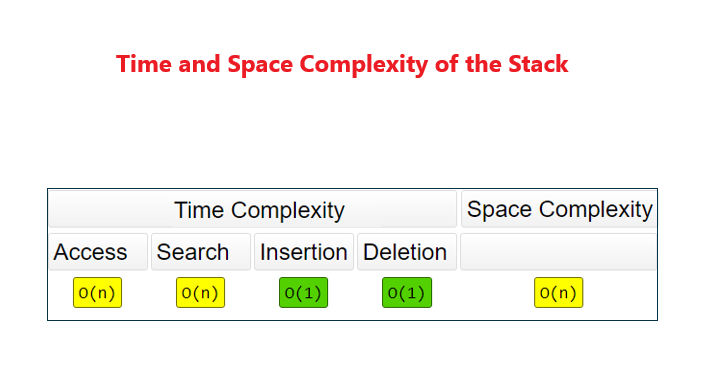 Time and Space Complexity of the Stack
Time Complexity Space Complexity
Access Search Insertion Deletion
O(n) O(n) O(1) O(1) O(n)